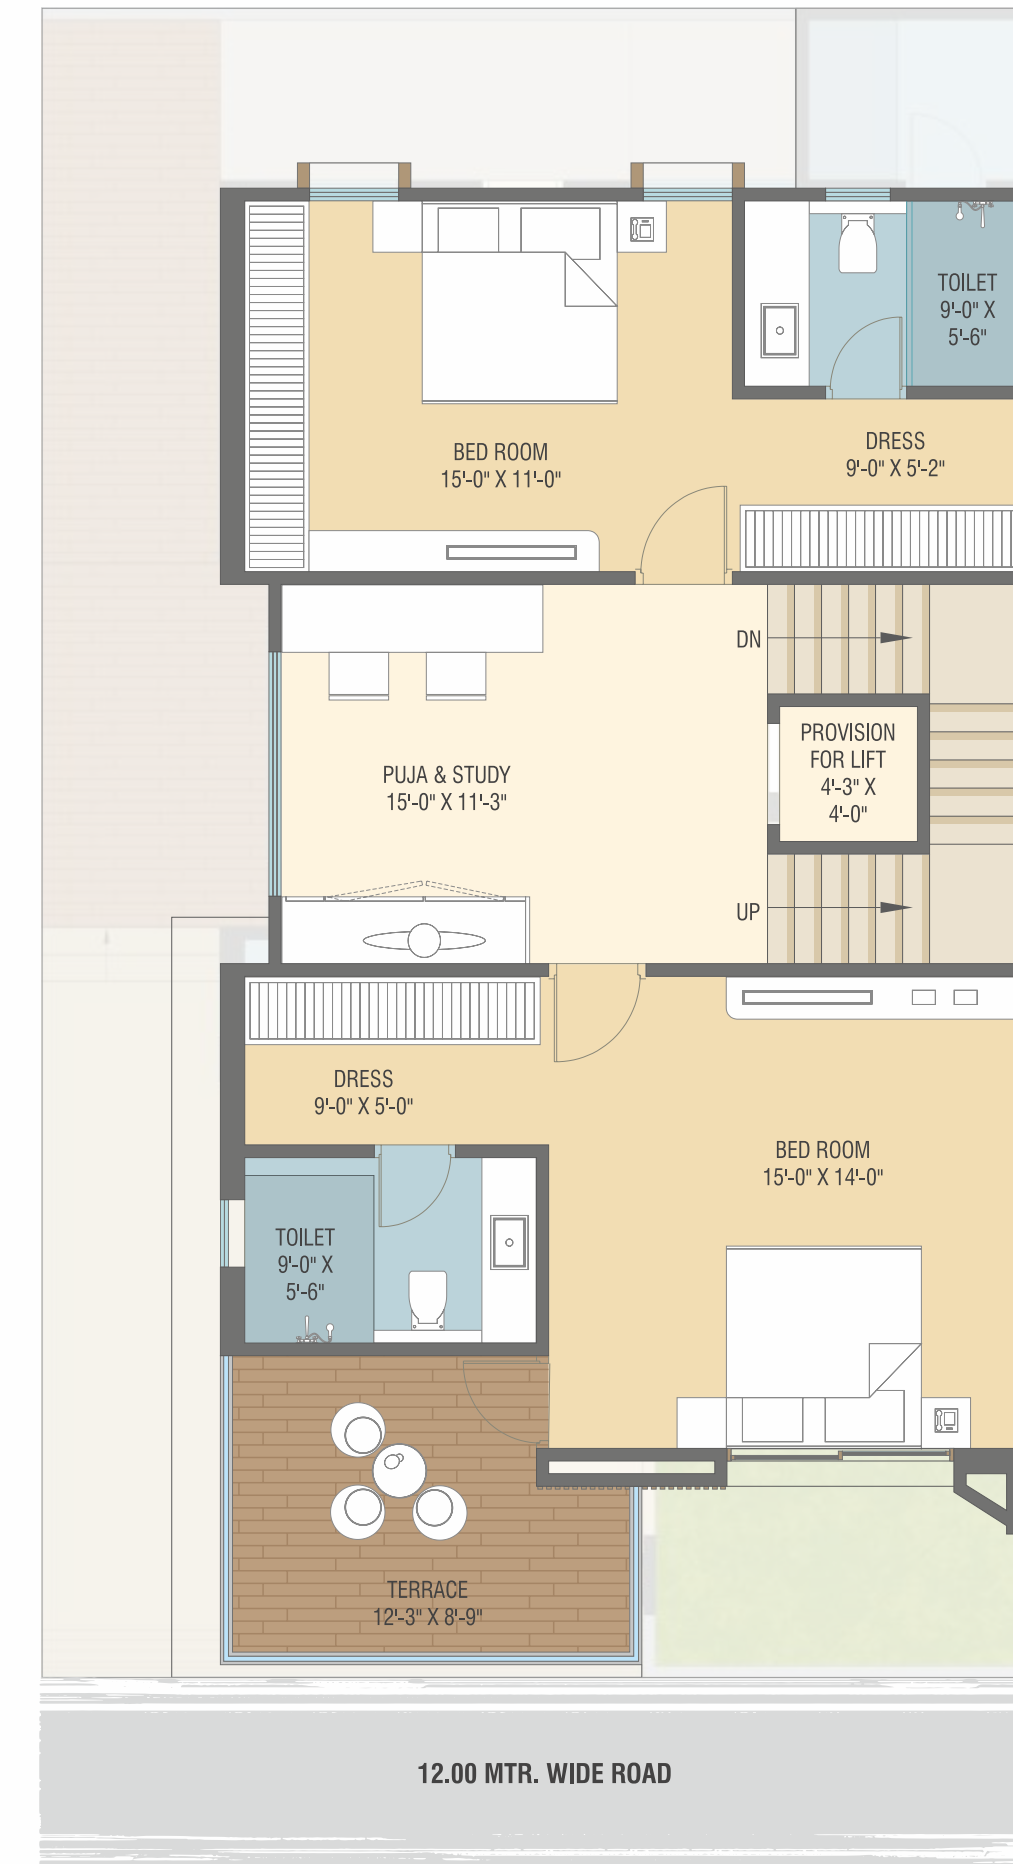 TOILET
9'-0" X
5'-6"
BED ROOM
15'-0" X 11'-0"
DRESS
9'-0" X 5'-2"
DN
PROVISION
FOR LIFT
4'-3" X
4'-0"
PUJA & STUDY
15'-0" X 11'-3"
UP
DRESS
9'-0" X 5'-0"
BED ROOM
15'-0" X 14'-0"
TOILET
9'-0" X
5'-6"
TERRACE
12'-3" X 8'-9"
12.00 MTR. WIDE ROAD